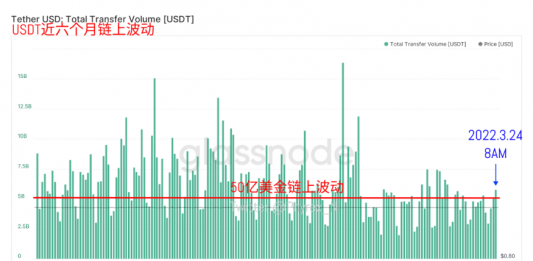 Tether USD: Total Transfer Volume [USDT]
USDT近六个月链上波动
Total Transfer Volume [USDT]
Price [USD]
15B
12.5B
10B
7.5B
5B
2.5B
0
$0.80
2022.3.24
8AM
glassnode
50亿美金链上波动